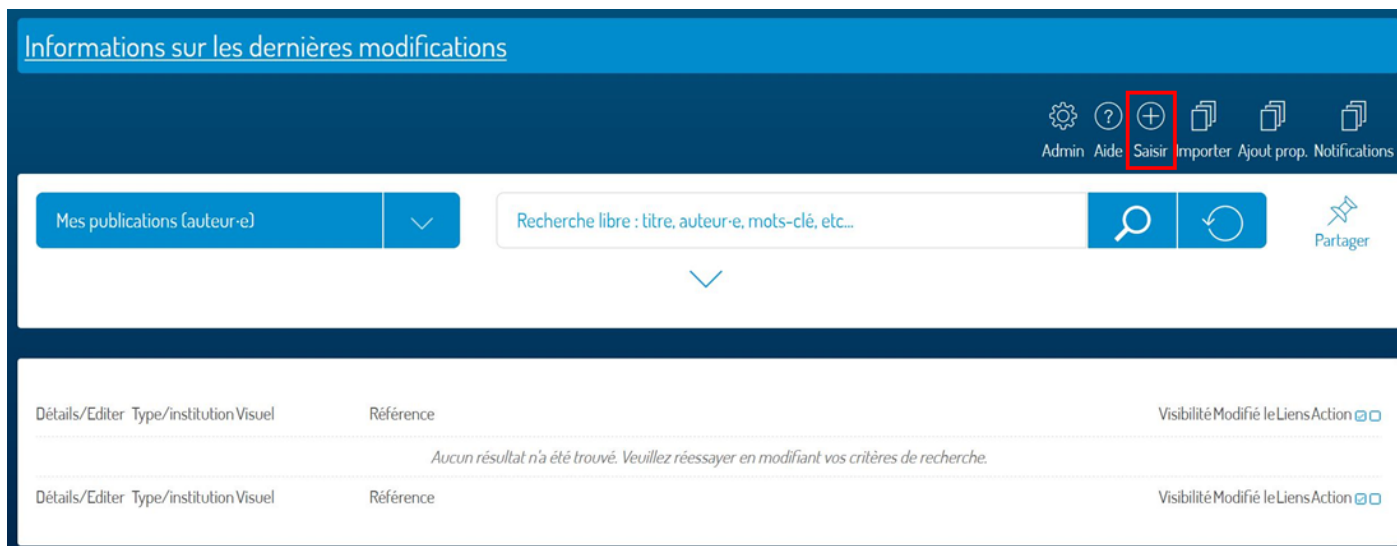 Informations sur les dernières modifications
Admin Aide Saisir Importer Ajout prop. Notifications
Mes publications (auteur·e)
Recherche libre : titre, auteur·e, mots-clé, etc...
Partager
Détails/Editer Type/institution Visuel Référence Visibilité Modifié le Liens Action
Aucun résultat n'a été trouvé. Veuillez réessayer en modifiant vos critères de recherche.
Détails/Editer Type/institution Visuel Référence Visibilité Modifié le Liens Action